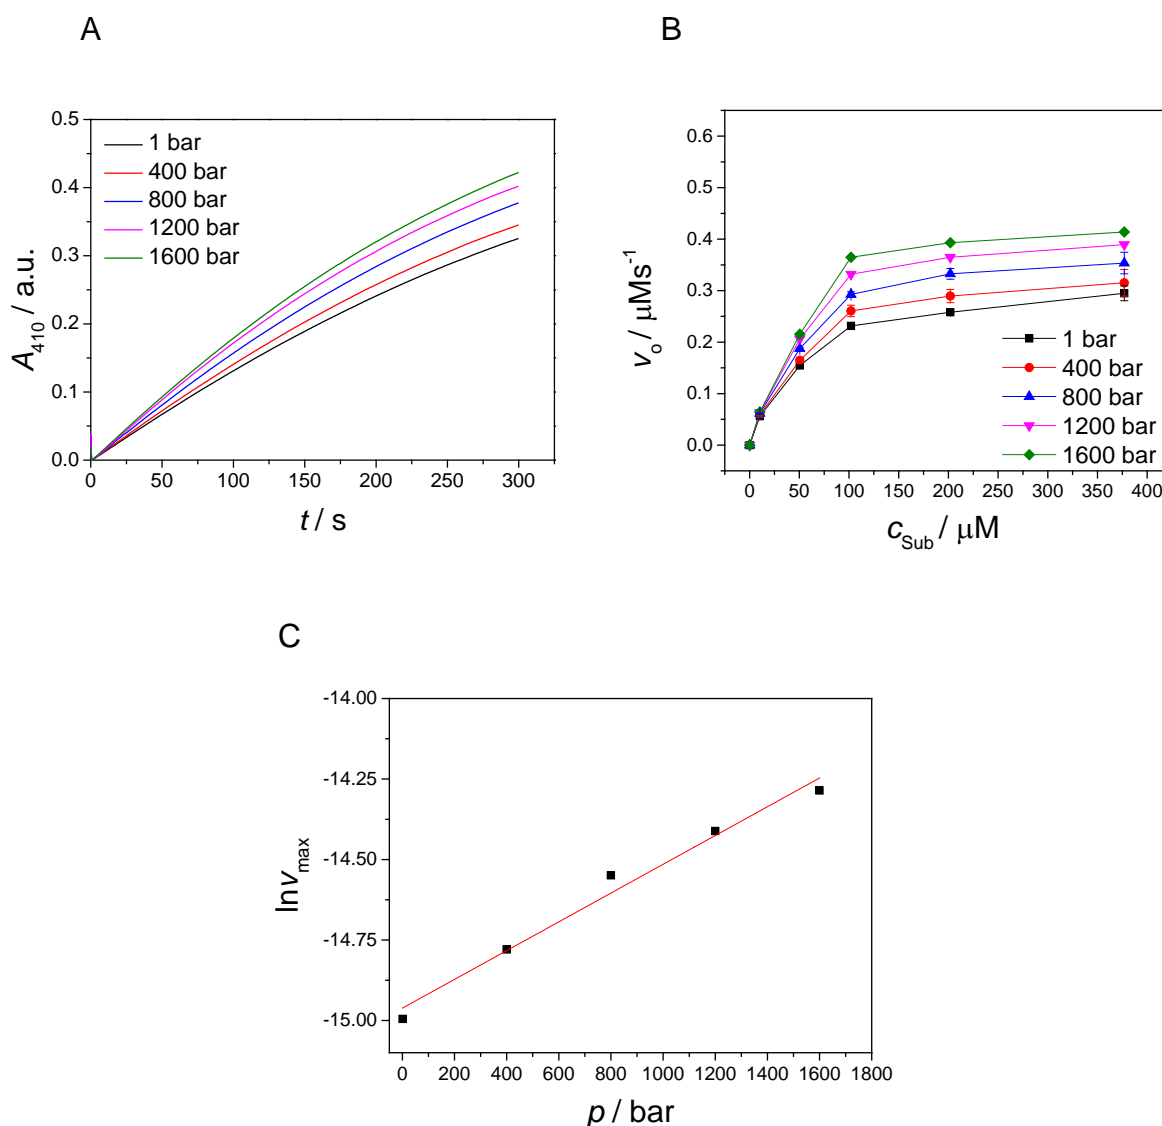 A
0.5
0.4
0.3
0.2
0.1
0.0
A410 / a.u.
1 bar
400 bar
800 bar
1200 bar
1600 bar
0 50 100 150 200 250 300
t / s
B
0.6
0.5
0.4
0.3
0.2
0.1
0.0
vo / μMs-1
1 bar
400 bar
800 bar
1200 bar
1600 bar
0 50 100 150 200 250 300 350 400
cSub / μM
C
-14.00
-14.25
-14.50
-14.75
-15.00
lnvmax
0 200 400 600 800 1000 1200 1400 1600 1800
p / bar